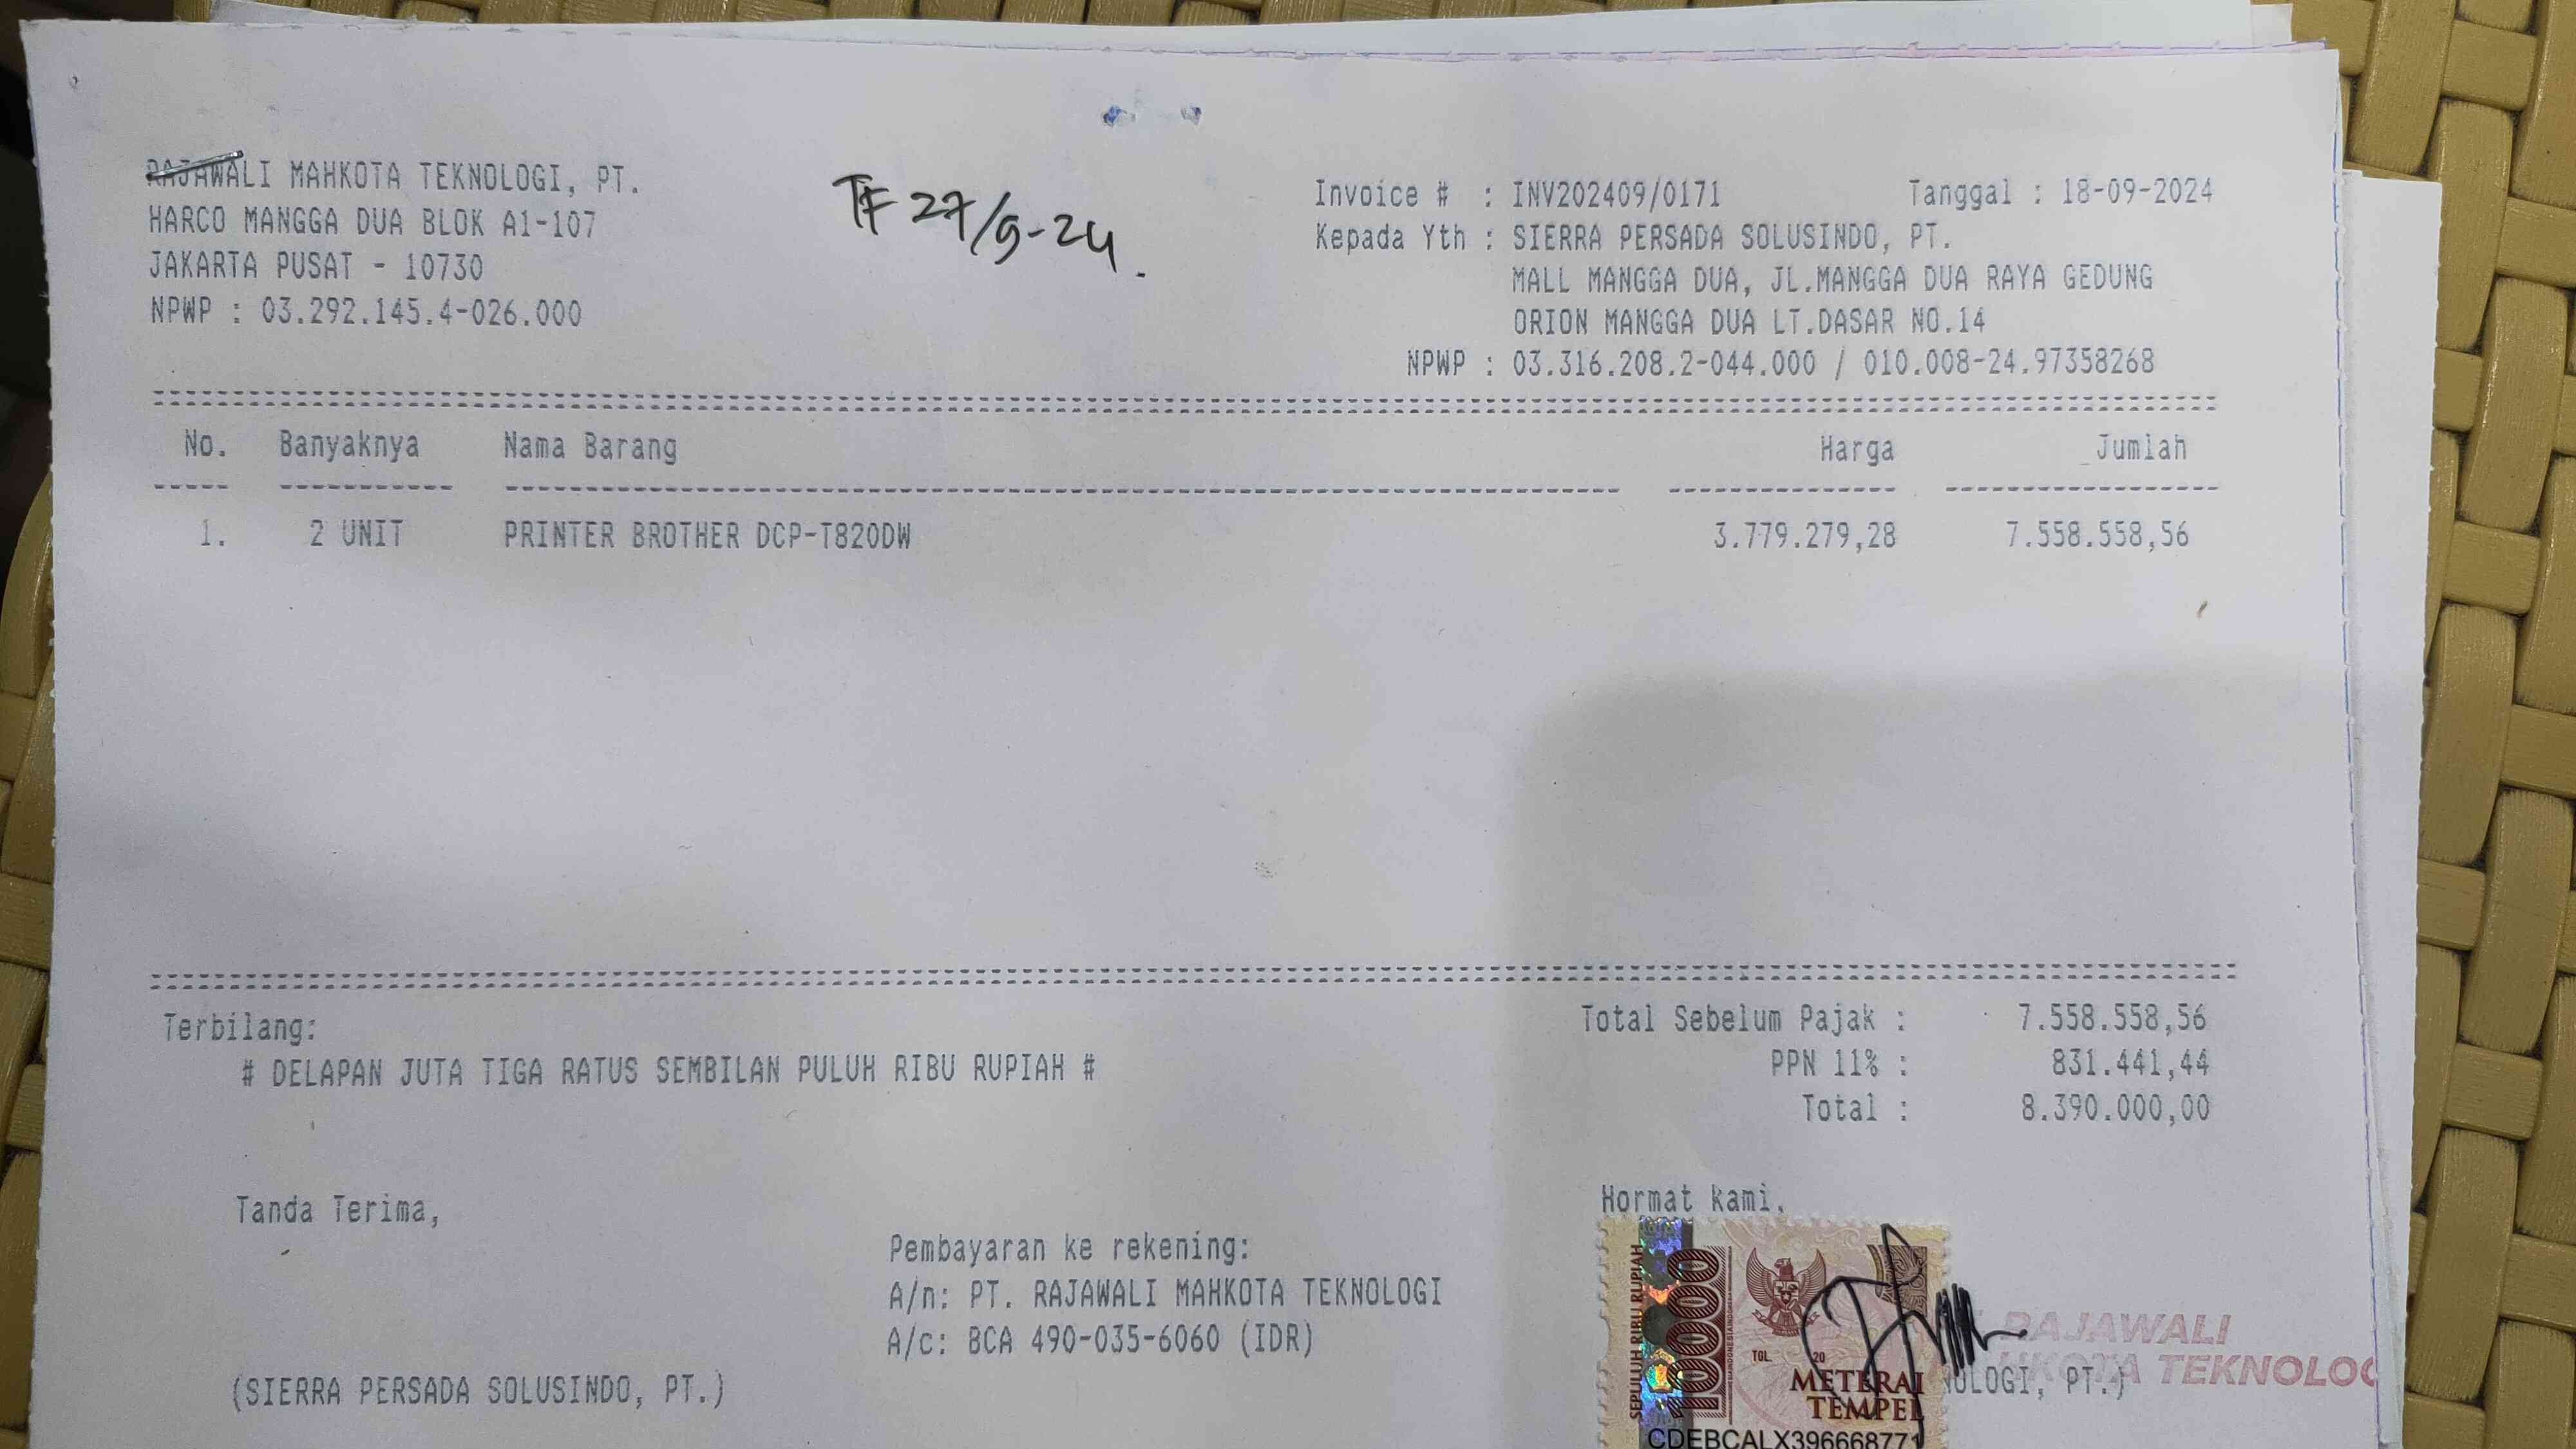 RAJAWALI MAHKOTA TEKNOLOGI, PT.
HARCO MANGGA DUA BLOK A1-107
JAKARTA PUSAT - 10730
NPWP : 03.292.145.4-026.000
TF 27/9-24.
Invoice # : INV202409/0171 Tanggal : 18-09-2024
Kepada Yth : SIERRA PERSADA SOLUSINDO, PT.
MALL MANGGA DUA, JL.MANGGA DUA RAYA GEDUNG
ORION MANGGA DUA LT.DASAR NO.14
NPWP : 03.316.208.2-044.000 / 010.008-24.97358268
No. Banyaknya Nama Barang Harga Jumlah
1. 2 UNIT PRINTER BROTHER DCP-T820DW 3.779.279,28 7.558.558,56
Terbilang:
# DELAPAN JUTA TIGA RATUS SEMBILAN PULUH RIBU RUPIAH #
Total Sebelum Pajak : 7.558.558,56
PPN 11% : 831.441,44
Total : 8.390.000,00
Tanda Terima,
(SIERRA PERSADA SOLUSINDO, PT.)
Pembayaran ke rekening:
A/n: PT. RAJAWALI MAHKOTA TEKNOLOGI
A/c: BCA 490-035-6060 (IDR)
Hormat kami,
SEPULUH RIBU RUPIAH
10000
TGL. 20
METERAI
TEMPEL
CDEBCALX396668771
RAJAWALI
KOTA TEKNOLOG
NOLOGI, PT.)